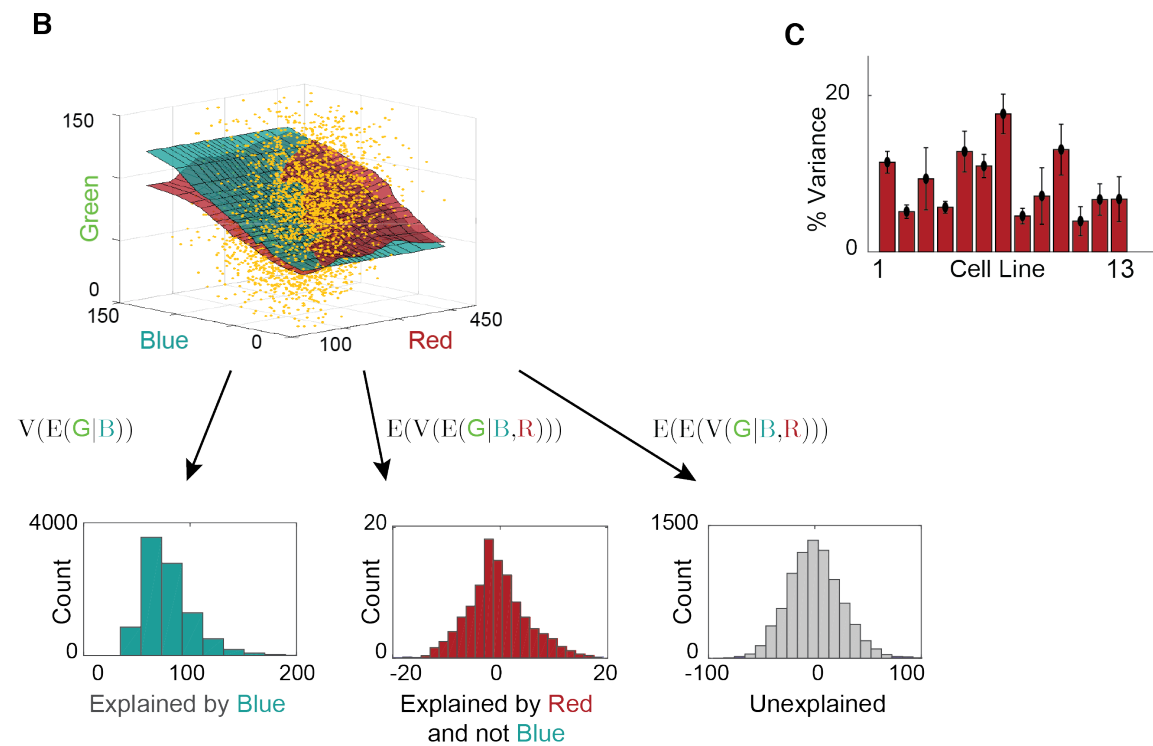 B
C
150
Green
0
150
Blue
0
100
Red
450
20
% Variance
0
1
Cell Line
13
V(E(G|B))
E(V(E(G|B,R)))
E(E(V(G|B,R)))
4000
Count
0
0
100
200
Explained by Blue
20
Count
0
-20
0
20
Explained by Red
and not Blue
1500
Count
0
-100
0
100
Unexplained